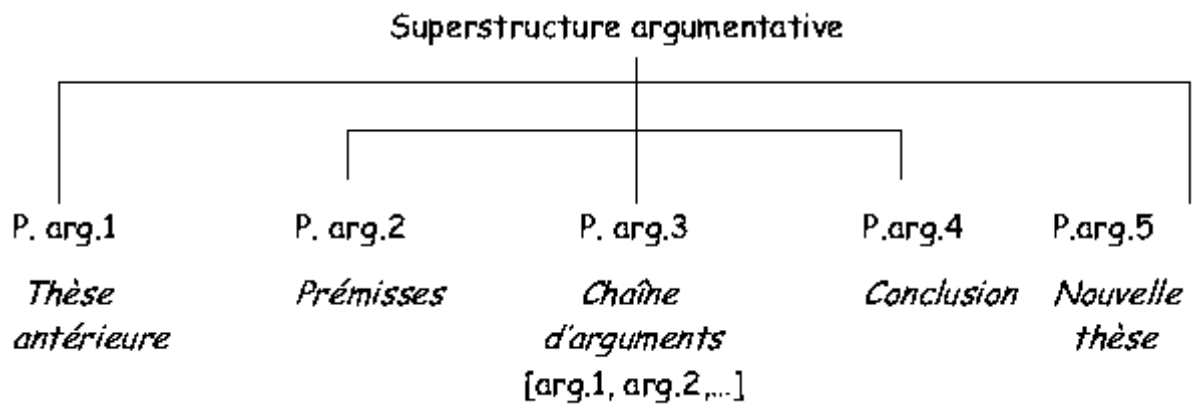 Superstructure argumentative
P. arg.1 P. arg.2 P. arg.3 P.arg.4 P.arg.5
Thèse Prémisses Chaîne Conclusion Nouvelle
antérieure d'arguments thèse
[arg.1, arg.2,...]